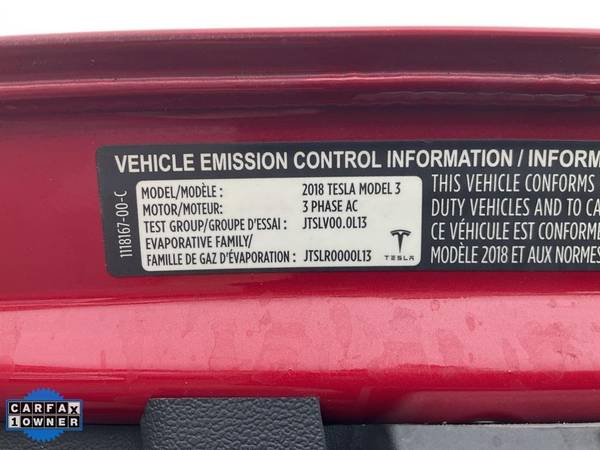 VEHICLE EMISSION CONTROL INFORMATION / INFORM
1118167-00-C
MODEL/MODÈLE: 2018 TESLA MODEL 3
MOTOR/MOTEUR: 3 PHASE AC
TEST GROUP/GROUPE D'ESSAI: JTSLV00.0L13
EVAPORATIVE FAMILY/
FAMILLE DE GAZ D'ÉVAPORATION: JTSLR0000L13
TESLA
THIS VEHICLE CONFORMS
DUTY VEHICLES AND TO CA
CE VÉHICULE EST CONFORME
MODÈLE 2018 ET AUX NORMES
CARFAX
1 OWNER